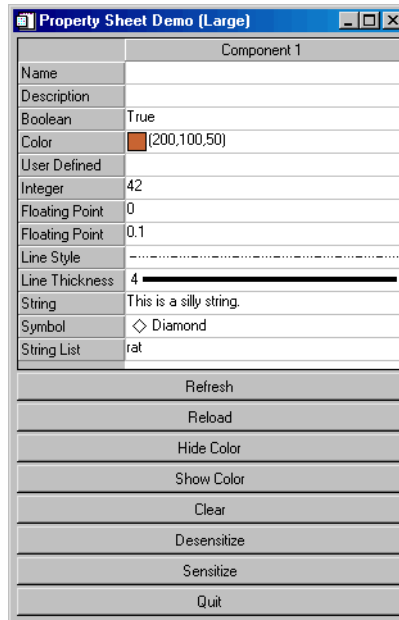 Property Sheet Demo (Large)
Component 1
Name
Description
Boolean True
Color (200,100,50)
User Defined
Integer 42
Floating Point 0
Floating Point 0.1
Line Style
Line Thickness 4
String This is a silly string.
Symbol Diamond
String List rat
Refresh
Reload
Hide Color
Show Color
Clear
Desensitize
Sensitize
Quit